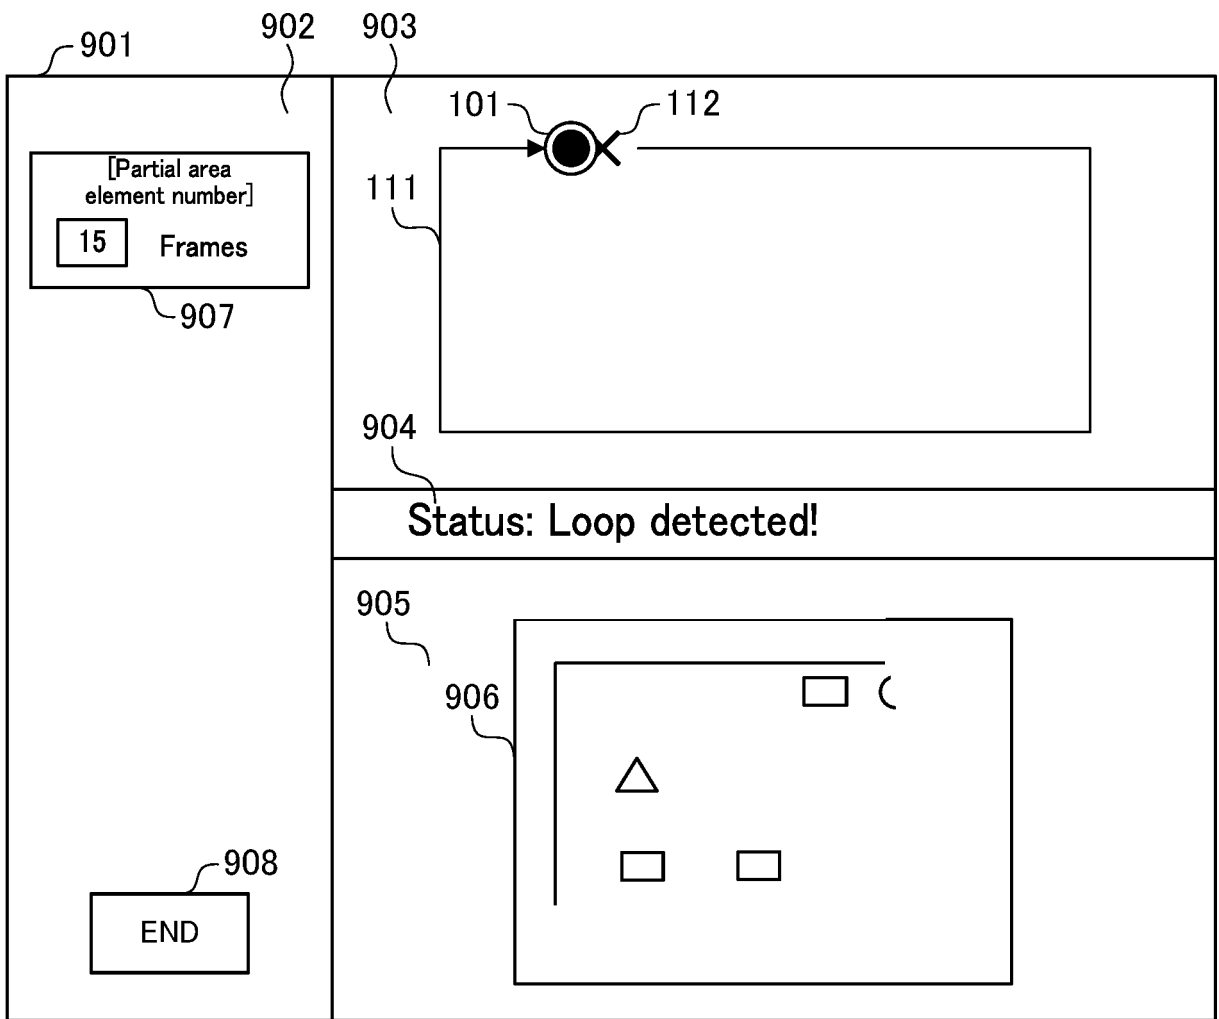 901
902
903
101
112
[Partial area
element number]
15 Frames
111
907
904
Status: Loop detected!
905
906
908
END